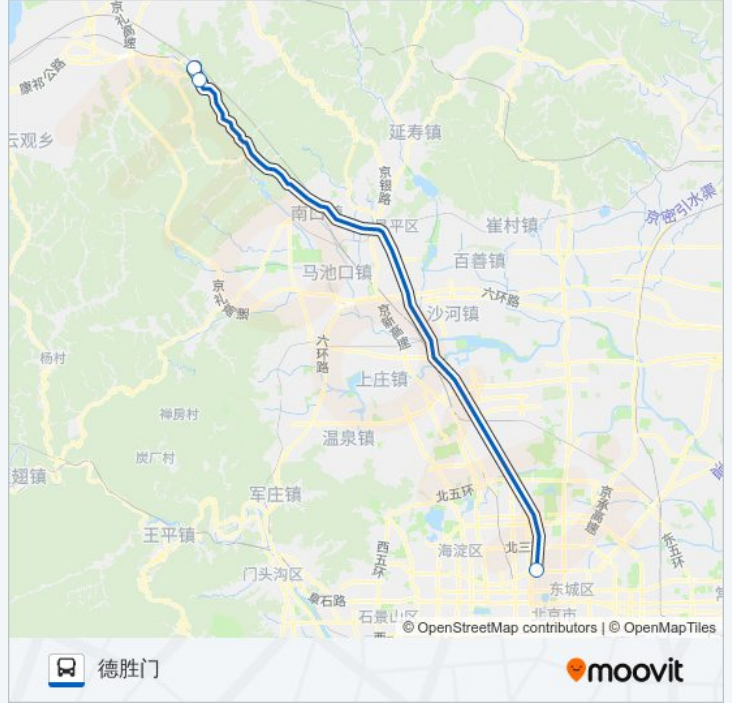 京礼高速
康祁公路
云观乡
延寿镇
京银路
京密引水渠
南口镇
昌平区
崔村镇
百善镇
马池口镇
京礼高
六环路
沙河镇
京新高速
六环路
杨村
上庄镇
禅房村
温泉镇
炭厂村
翅镇
军庄镇
北五环
京承高速
王平镇
西五环
海淀区
北三
东五环
门头沟区
东城区
石路
石景山区
北京市
© OpenStreetMap contributors | © OpenMapTiles
德胜门
moovit